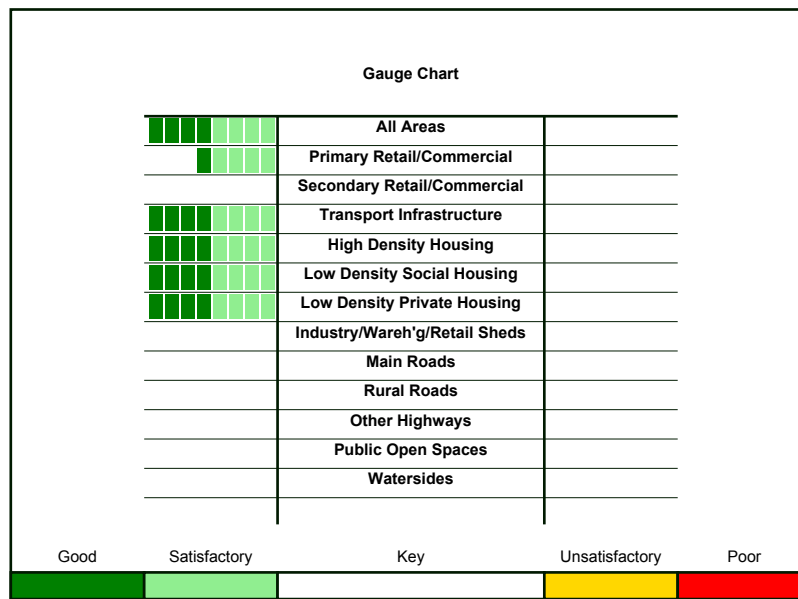 Gauge Chart
All Areas
Primary Retail/Commercial
Secondary Retail/Commercial
Transport Infrastructure
High Density Housing
Low Density Social Housing
Low Density Private Housing
Industry/Wareh'g/Retail Sheds
Main Roads
Rural Roads
Other Highways
Public Open Spaces
Watersides
Good Satisfactory Key Unsatisfactory Poor